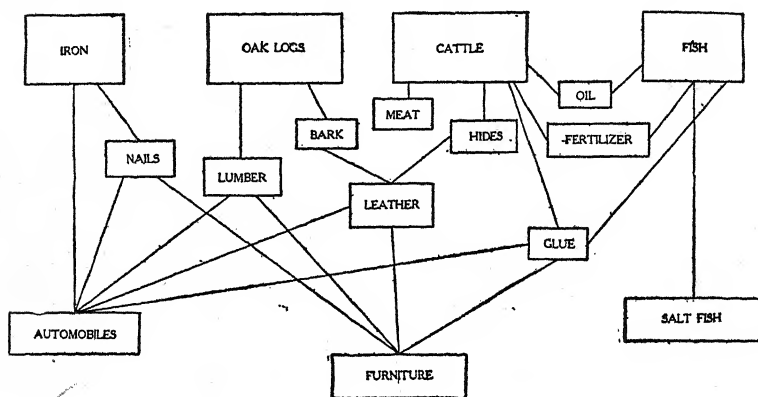 IRON
OAK LOGS
CATTLE
FISH
OIL
MEAT
BARK
HIDES
-FERTILIZER
NAILS
LUMBER
LEATHER
GLUE
AUTOMOBILES
SALT FISH
FURNITURE